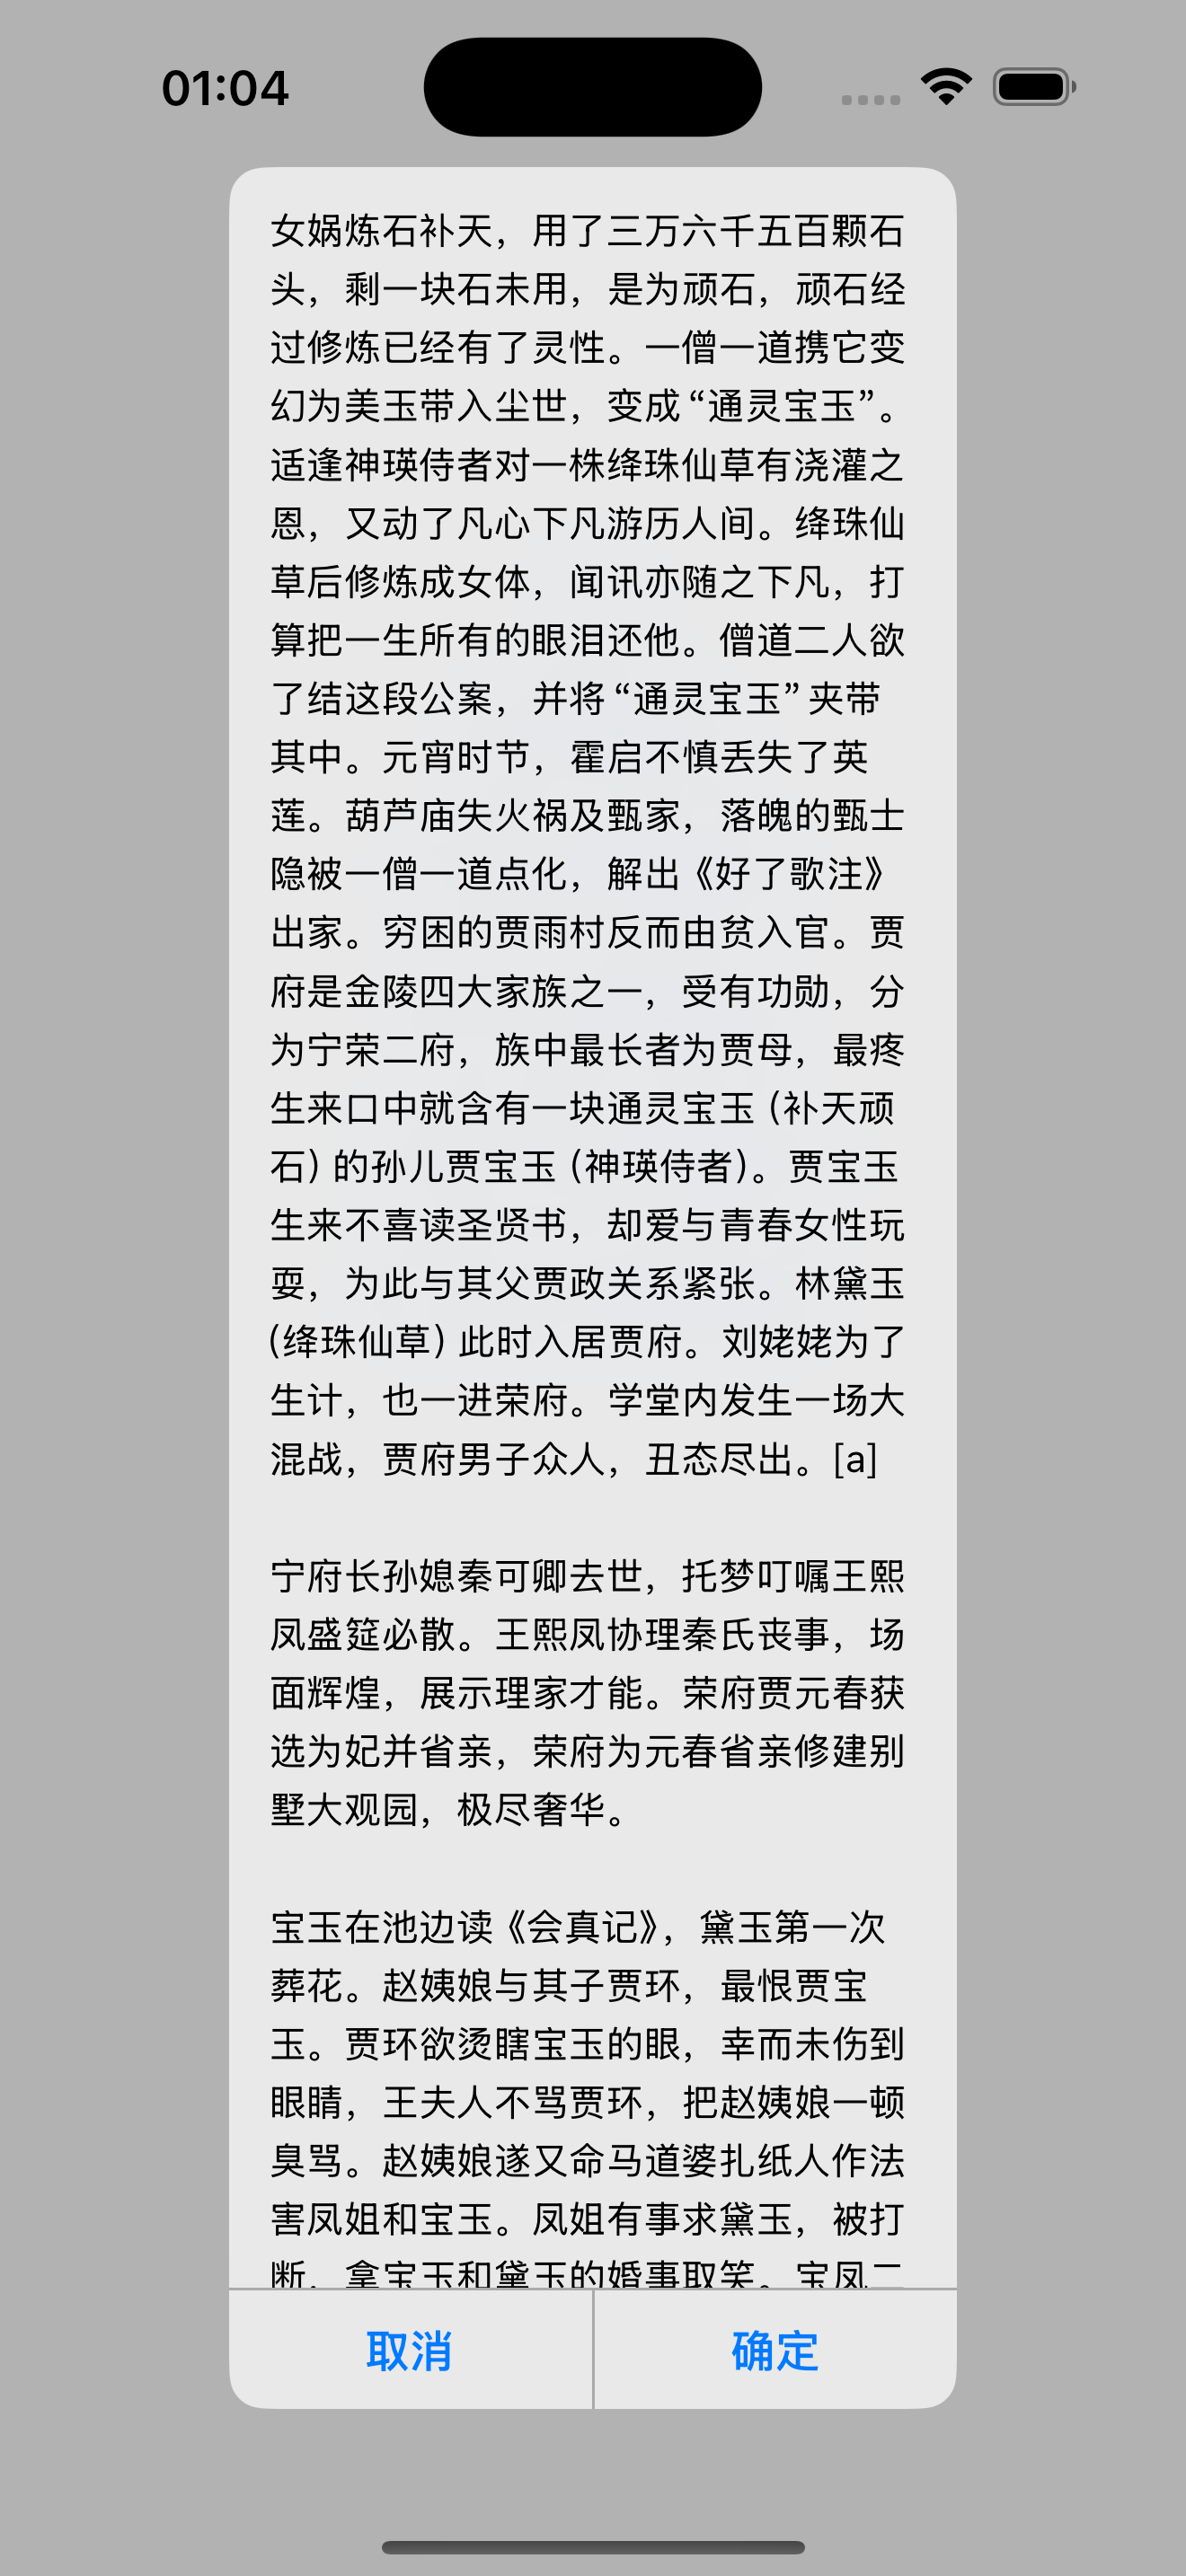 01:04
女娲炼石补天，用了三万六千五百颗石
头，剩一块石未用，是为顽石，顽石经
过修炼已经有了灵性。一僧一道携它变
幻为美玉带入尘世，变成 “通灵宝玉”。
适逢神瑛侍者对一株绛珠仙草有浇灌之
恩，又动了凡心下凡游历人间。绛珠仙
草后修炼成女体，闻讯亦随之下凡，打
算把一生所有的眼泪还他。僧道二人欲
了结这段公案，并将 “通灵宝玉” 夹带
其中。元宵时节，霍启不慎丢失了英
莲。葫芦庙失火祸及甄家，落魄的甄士
隐被一僧一道点化，解出《好了歌注》
出家。穷困的贾雨村反而由贫入官。贾
府是金陵四大家族之一，受有功勋，分
为宁荣二府，族中最长者为贾母，最疼
生来口中就含有一块通灵宝玉 (补天顽
石) 的孙儿贾宝玉 (神瑛侍者)。贾宝玉
生来不喜读圣贤书，却爱与青春女性玩
耍，为此与其父贾政关系紧张。林黛玉
(绛珠仙草) 此时入居贾府。刘姥姥为了
生计，也一进荣府。学堂内发生一场大
混战，贾府男子众人，丑态尽出。[a]
宁府长孙媳秦可卿去世，托梦叮嘱王熙
凤盛筵必散。王熙凤协理秦氏丧事，场
面辉煌，展示理家才能。荣府贾元春获
选为妃并省亲，荣府为元春省亲修建别
墅大观园，极尽奢华。
宝玉在池边读《会真记》，黛玉第一次
葬花。赵姨娘与其子贾环，最恨贾宝
玉。贾环欲烫瞎宝玉的眼，幸而未伤到
眼睛，王夫人不骂贾环，把赵姨娘一顿
臭骂。赵姨娘遂又命马道婆扎纸人作法
害凤姐和宝玉。凤姐有事求黛玉，被打
断，拿宝玉和黛玉的婚事取笑。宝凤二
取消
确定